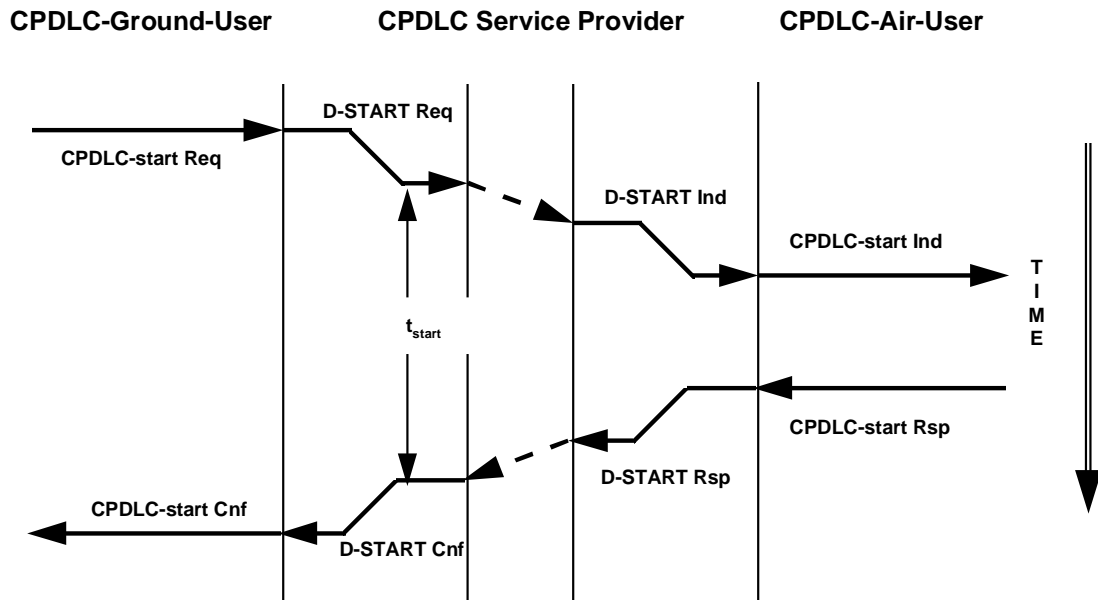 CPDLC-Ground-User
CPDLC Service Provider
CPDLC-Air-User
D-START Req
CPDLC-start Req
D-START Ind
CPDLC-start Ind
T
I
M
E
tstart
CPDLC-start Rsp
D-START Rsp
CPDLC-start Cnf
D-START Cnf